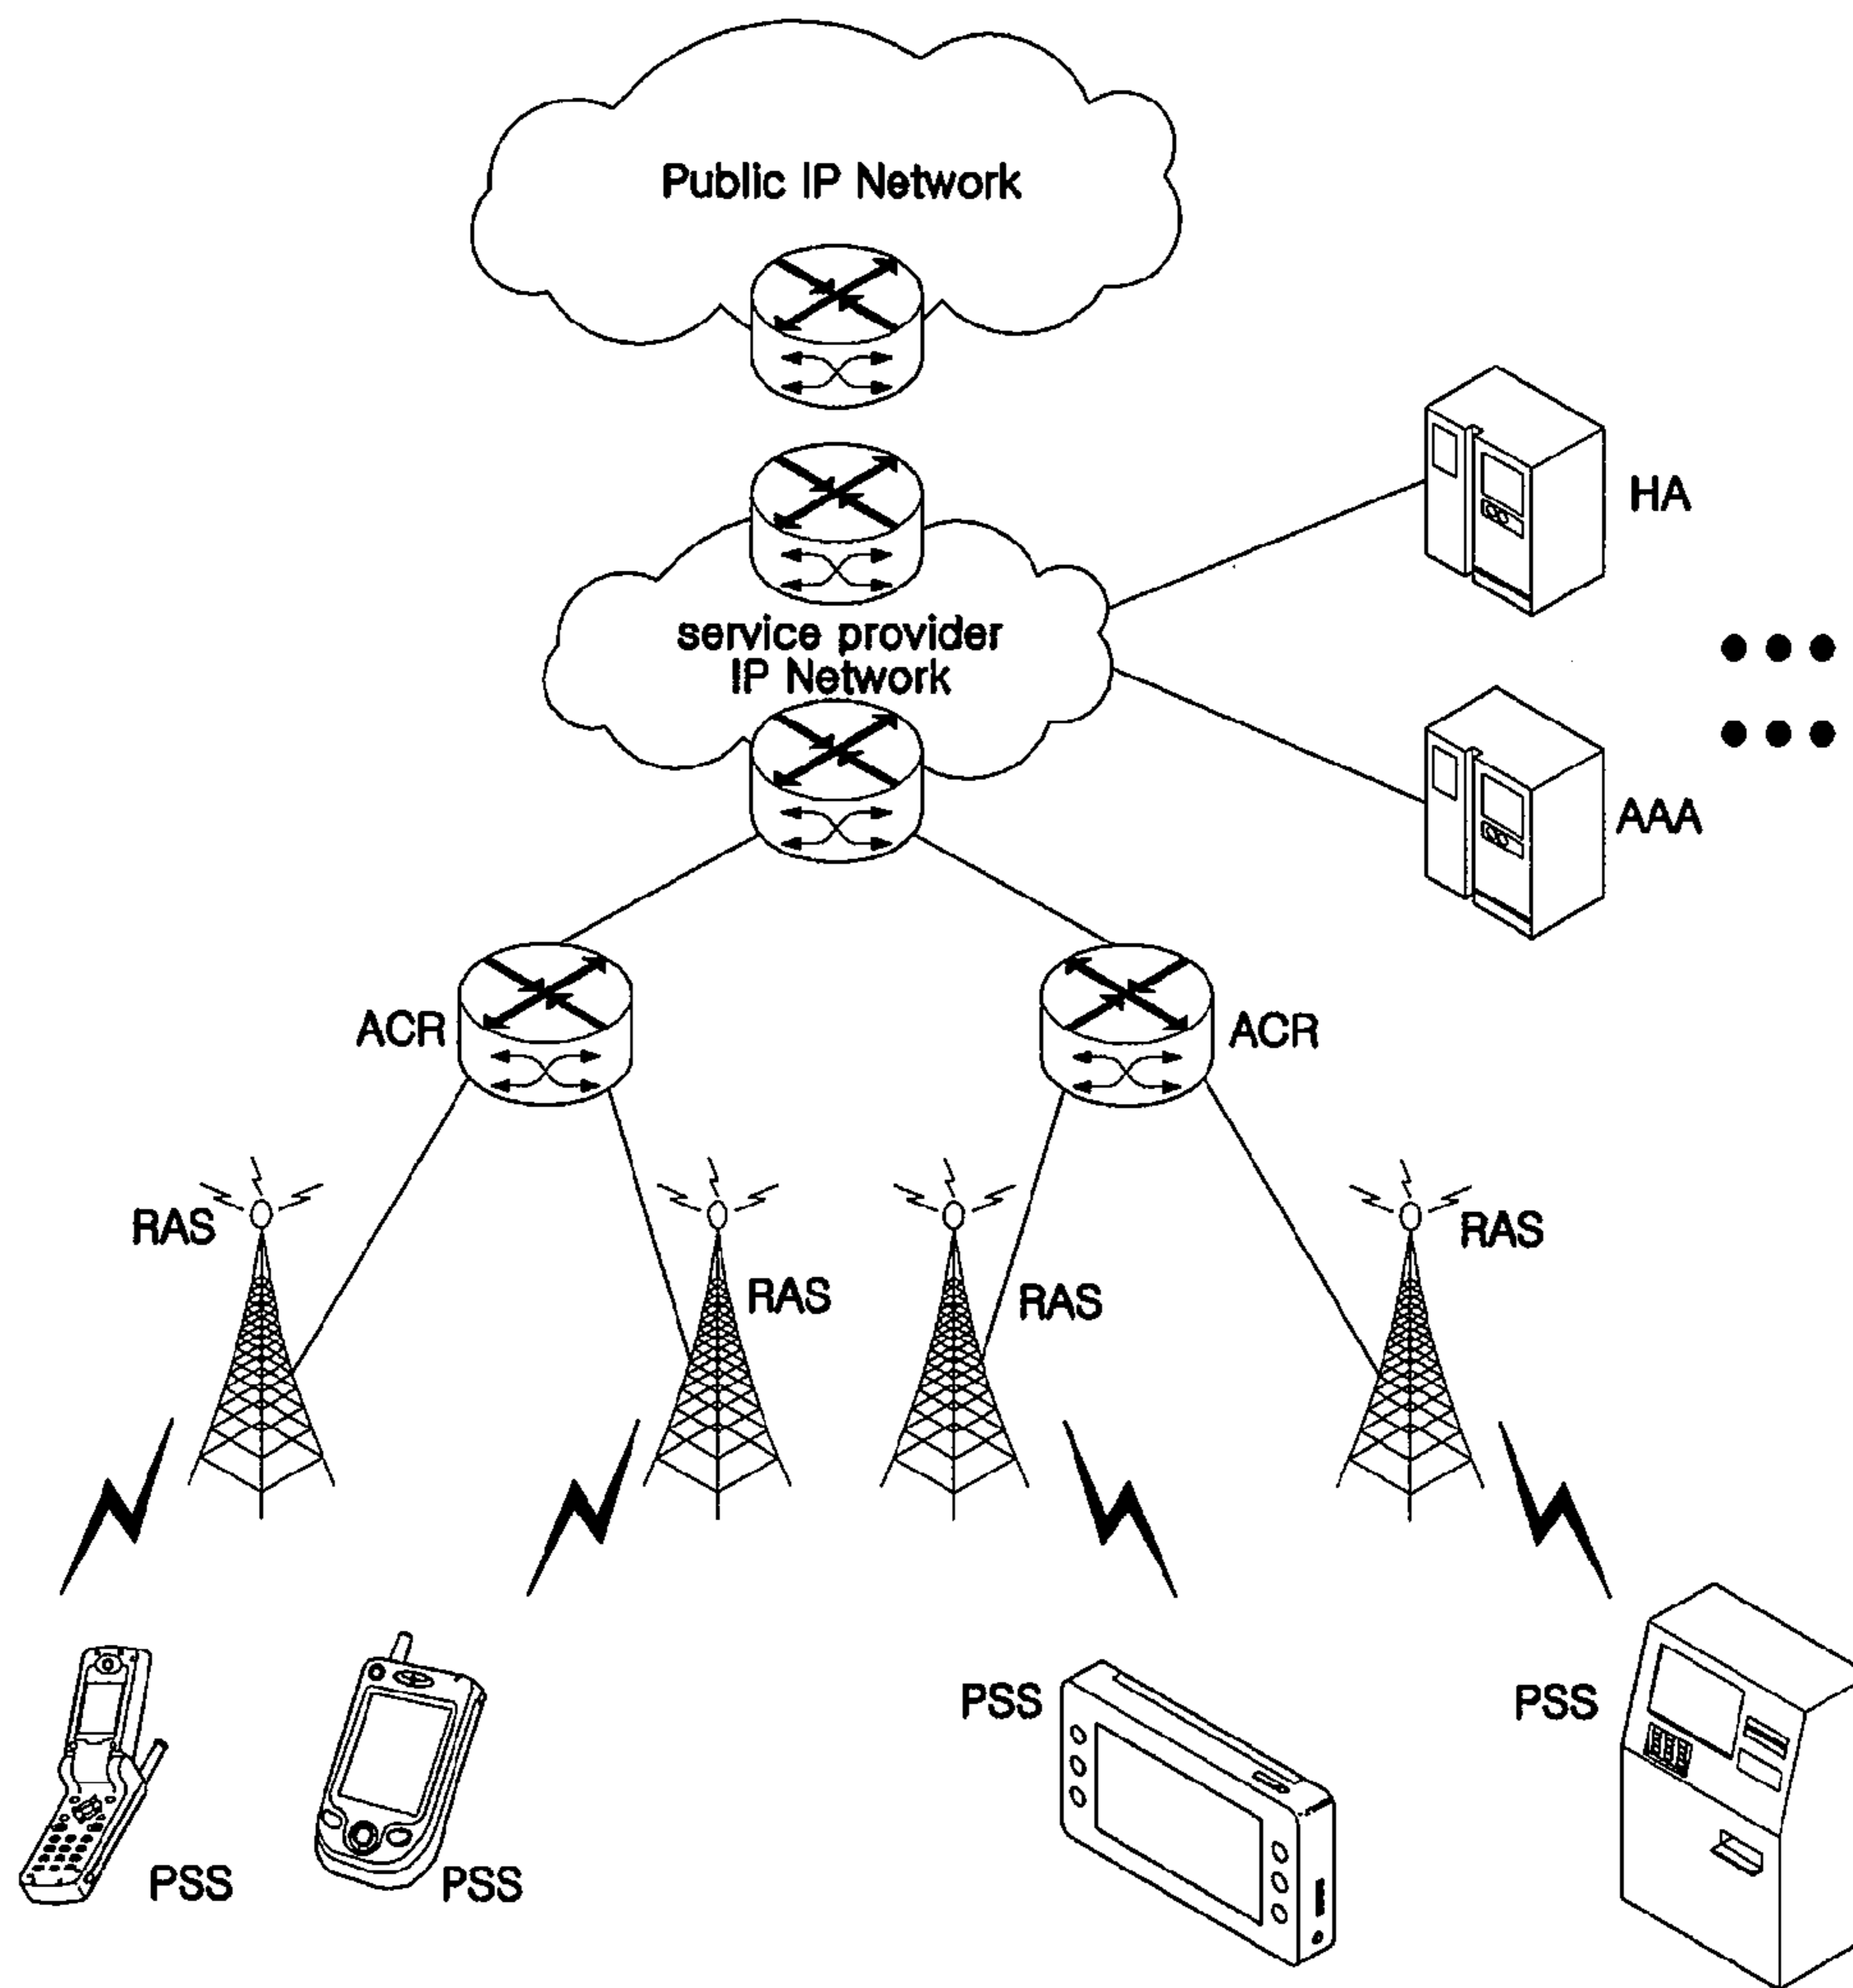 Public IP Network
HA
service provider
IP Network
AAA
ACR
ACR
RAS
RAS
RAS
RAS
PSS
PSS
PSS
PSS